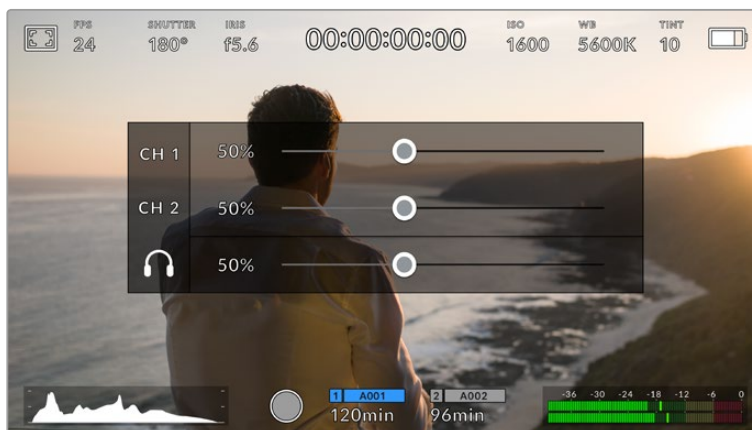 FPS SHUTTER IRIS ISO WB TINT
24 180° f5.6 00:00:00:00 1600 5600K 10
CH 1 50%
CH 2 50%
50%
1 A001 2 A002
120min 96min
-36 -30 -24 -18 -12 -6 0